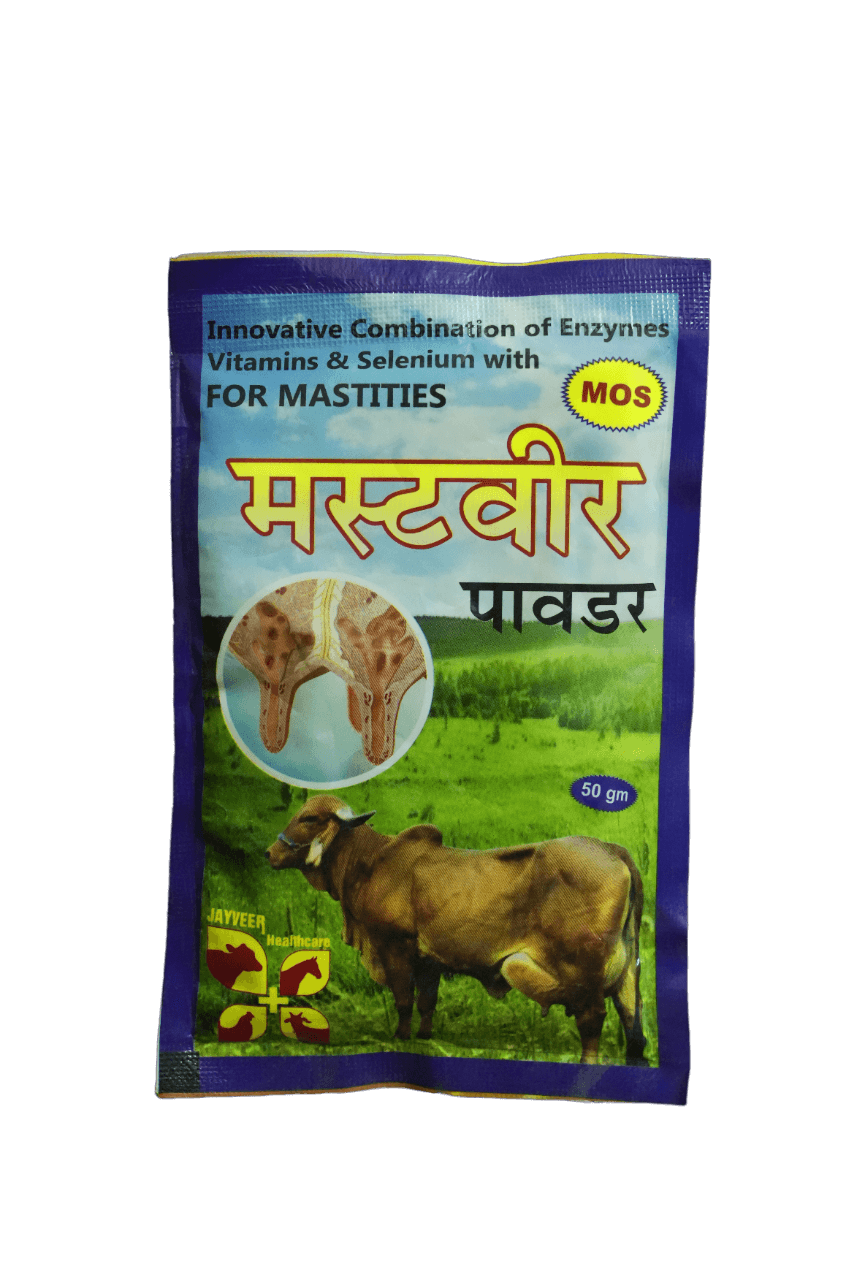 Innovative Combination of Enzymes
Vitamins & Selenium with
FOR MASTITIES
MOS
मस्टवीर
पावडर
50 gm
JAYVEER
Healthcare